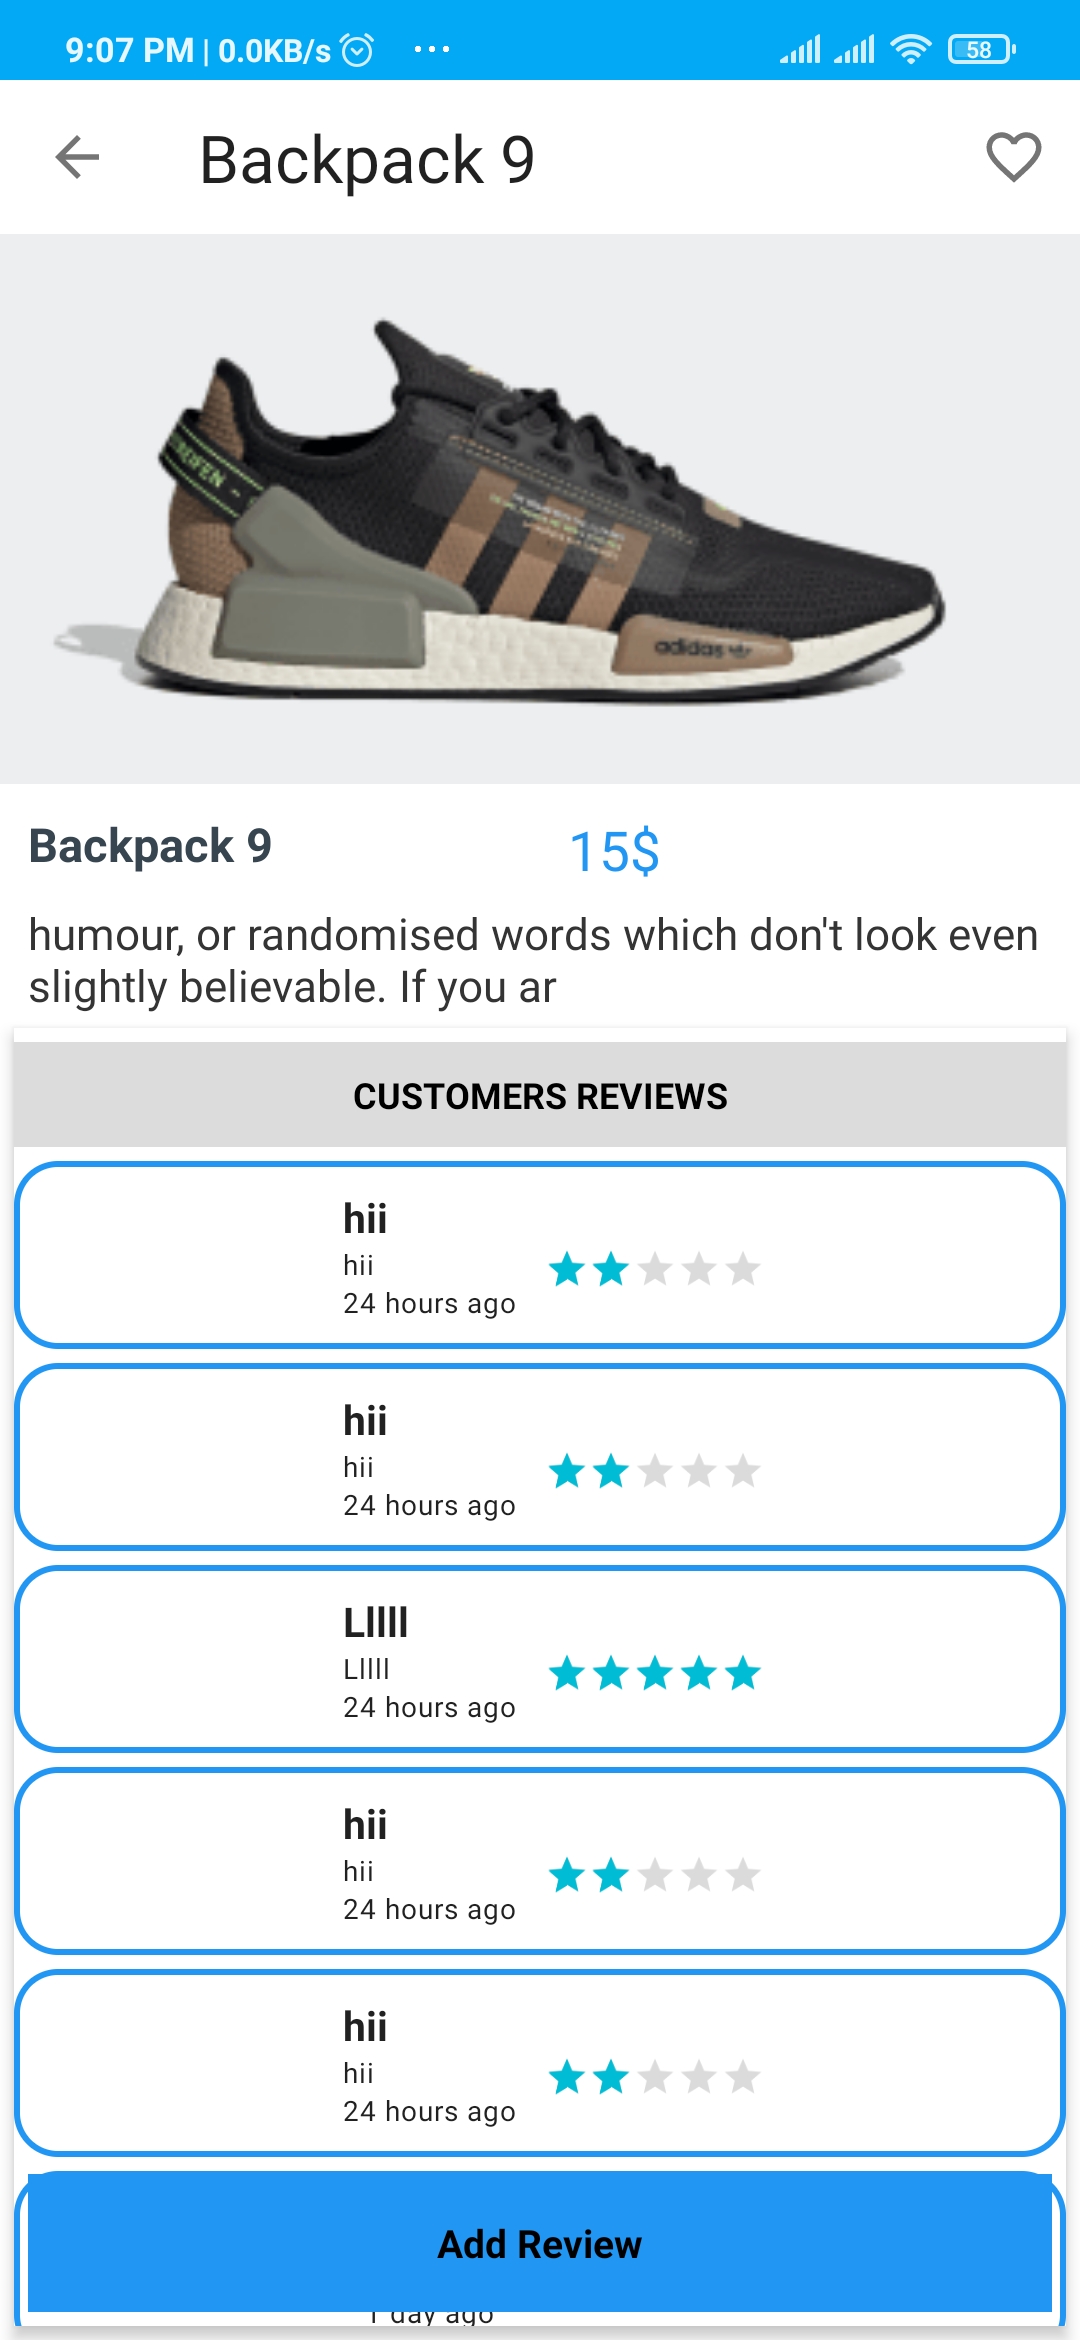 9:07 PM | 0.0KB/s ...
58
Backpack 9
adidas
Backpack 9
15$
humour, or randomised words which don't look even
slightly believable. If you ar
CUSTOMERS REVIEWS
hii
hii
24 hours ago
hii
hii
24 hours ago
Lllll
Lllll
24 hours ago
hii
hii
24 hours ago
hii
hii
24 hours ago
Add Review
1 day ago